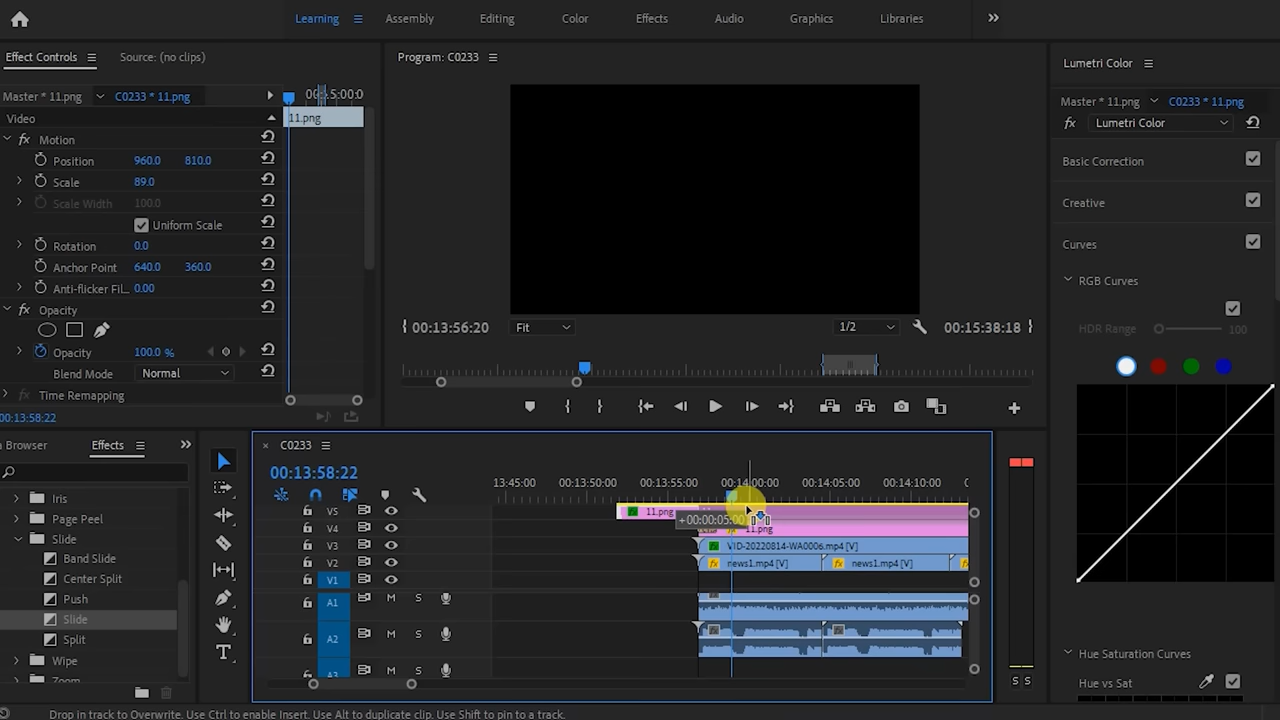 Learning Assembly Editing Color Effects Audio Graphics Libraries
Effect Controls Source: (no clips)
Master * 11.png C0233 * 11.png
Video
11.png
fx Motion
Position 960.0 810.0
Scale 89.0
Scale Width 100.0
Uniform Scale
Rotation 0.0
Anchor Point 640.0 360.0
Anti-flicker Fil... 0.00
fx Opacity
Opacity 100.0 %
Blend Mode Normal
Time Remapping
00:13:58:22
Program: C0233
00:13:56:20 Fit 1/2 00:15:38:18
Lumetri Color
Master * 11.png C0233 * 11.png
fx Lumetri Color
Basic Correction
Creative
Curves
RGB Curves
HDR Range 100
Hue Saturation Curves
Hue vs Sat
Browser Effects
Iris
Page Peel
Slide
Band Slide
Center Split
Push
Slide
Split
Wipe
Zoom
× C0233
00:13:58:22
13:45:00 00:13:50:00 00:13:55:00 00:14:00:00 00:14:05:00 00:14:10:00
V5 11.png
+00:00:05:00
V4 11.png
V3 fx VID-20220814-WA0006.mp4 [V]
V2 fx news1.mp4 [V] fx news1.mp4 [V]
V1
A1 M S
A2 M S
A3 M S
S S
Drop in track to Overwrite. Use Ctrl to enable Insert. Use Alt to duplicate clip. Use Shift to pin to a track.